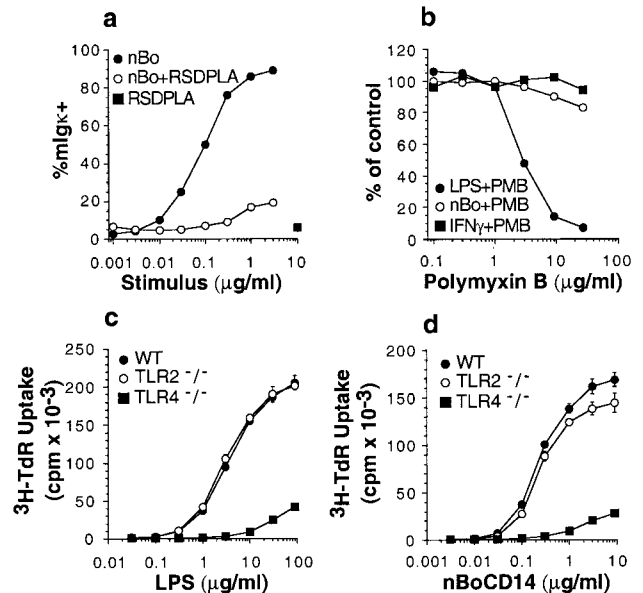 a
nBo
nBo+RSDPLA
RSDPLA
%mIgκ+
100
80
60
40
20
0
0.001 0.01 0.1 1 10
Stimulus (μg/ml)
b
% of control
120
100
80
60
40
20
0
LPS+PMB
nBo+PMB
IFNγ+PMB
0.1 1 10 100
Polymyxin B (μg/ml)
c
WT
TLR2 -/-
TLR4 -/-
³H-TdR Uptake
(cpm x 10⁻³)
250
200
150
100
50
0
0.1 1 10 100
LPS (μg/ml)
d
WT
TLR2 -/-
TLR4 -/-
³H-TdR Uptake
(cpm x 10⁻³)
200
150
100
50
0
0.001 0.01 0.1 1 10
nBoCD14 (μg/ml)